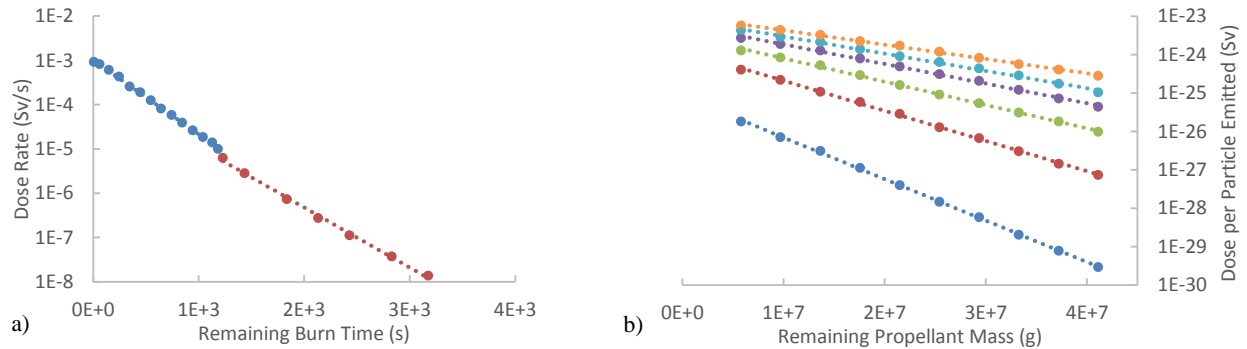 1E-2
1E-3
1E-4
1E-5
1E-6
1E-7
1E-8
Dose Rate (Sv/s)
0E+0
1E+3
2E+3
3E+3
4E+3
Remaining Burn Time (s)
a)
1E-23
1E-24
1E-25
1E-26
1E-27
1E-28
1E-29
1E-30
Dose per Particle Emitted (Sv)
0E+0
1E+7
2E+7
3E+7
4E+7
Remaining Propellant Mass (g)
b)